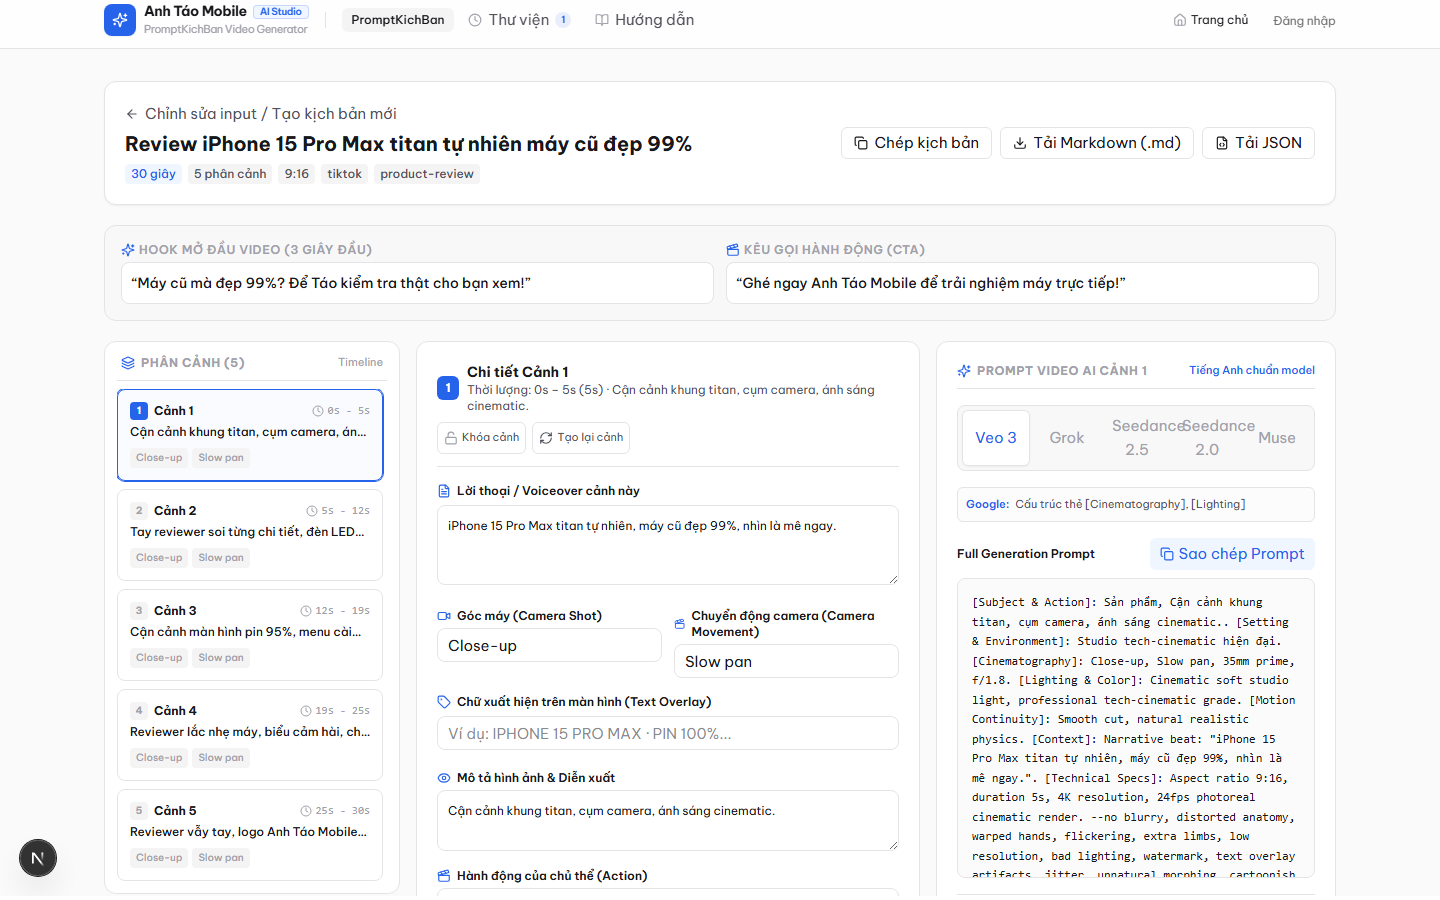 Anh Táo Mobile AI Studio
PromptKichBan Video Generator
PromptKichBan
Thư viện 1
Hướng dẫn
Trang chủ
Đăng nhập
Chỉnh sửa input / Tạo kịch bản mới
Review iPhone 15 Pro Max titan tự nhiên máy cũ đẹp 99%
30 giây
5 phân cảnh
9:16
tiktok
product-review
Chép kịch bản
Tải Markdown (.md)
Tải JSON
HOOK MỞ ĐẦU VIDEO (3 GIÂY ĐẦU)
“Máy cũ mà đẹp 99%? Để Táo kiểm tra thật cho bạn xem!”
KÊU GỌI HÀNH ĐỘNG (CTA)
“Ghé ngay Anh Táo Mobile để trải nghiệm máy trực tiếp!”
PHÂN CẢNH (5)
Timeline
1 Cảnh 1 0s - 5s
Cận cảnh khung titan, cụm camera, án...
Close-up Slow pan
2 Cảnh 2 5s - 12s
Tay reviewer soi từng chi tiết, đèn LED...
Close-up Slow pan
3 Cảnh 3 12s - 19s
Cận cảnh màn hình pin 95%, menu cài...
Close-up Slow pan
4 Cảnh 4 19s - 25s
Reviewer lắc nhẹ máy, biểu cảm hài, ch...
Close-up Slow pan
5 Cảnh 5 25s - 30s
Reviewer vẫy tay, logo Anh Táo Mobile...
Close-up Slow pan
1
Chi tiết Cảnh 1
Thời lượng: 0s – 5s (5s) · Cận cảnh khung titan, cụm camera, ánh sáng
cinematic.
Khóa cảnh
Tạo lại cảnh
Lời thoại / Voiceover cảnh này
iPhone 15 Pro Max titan tự nhiên, máy cũ đẹp 99%, nhìn là mê ngay.
Góc máy (Camera Shot)
Close-up
Chuyển động camera (Camera
Movement)
Slow pan
Chữ xuất hiện trên màn hình (Text Overlay)
Ví dụ: IPHONE 15 PRO MAX · PIN 100%...
Mô tả hình ảnh & Diễn xuất
Cận cảnh khung titan, cụm camera, ánh sáng cinematic.
Hành động của chủ thể (Action)
PROMPT VIDEO AI CẢNH 1
Tiếng Anh chuẩn model
Veo 3
Grok
Seedance
2.5
Seedance
2.0
Muse
Google: Cấu trúc thẻ [Cinematography], [Lighting]
Full Generation Prompt
Sao chép Prompt
[Subject & Action]: Sản phẩm, Cận cảnh khung
titan, cụm camera, ánh sáng cinematic.. [Setting
& Environment]: Studio tech-cinematic hiện đại.
[Cinematography]: Close-up, Slow pan, 35mm prime,
f/1.8. [Lighting & Color]: Cinematic soft studio
light, professional tech-cinematic grade. [Motion
Continuity]: Smooth cut, natural realistic
physics. [Context]: Narrative beat: "iPhone 15
Pro Max titan tự nhiên, máy cũ đẹp 99%, nhìn là
mê ngay.". [Technical Specs]: Aspect ratio 9:16,
duration 5s, 4K resolution, 24fps photoreal
cinematic render. --no blurry, distorted anatomy,
warped hands, flickering, extra limbs, low
resolution, bad lighting, watermark, text overlay
artifacts, jitter, unnatural morphing, cartoonish
N